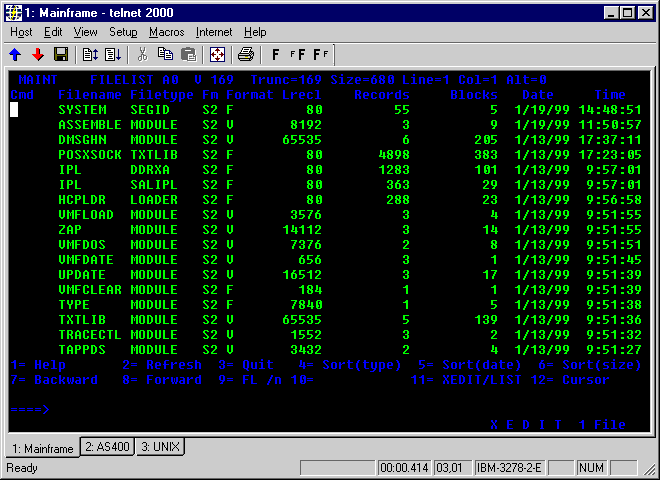 1: Mainframe - telnet 2000
Host Edit View Setup Macros Internet Help
F FF FF
MAINT FILELIST A0 V 169 Trunc=169 Size=680 Line=1 Col=1 Alt=0
Cmd Filename Filetype Fm Format Lrecl Records Blocks Date Time
SYSTEM SEGID S2 F 80 55 5 1/19/99 14:48:51
ASSEMBLE MODULE S2 V 8192 3 9 1/19/99 11:50:57
DMSGHN MODULE S2 V 65535 6 205 1/13/99 17:37:11
POSXSOCK TXTLIB S2 F 80 4898 383 1/13/99 17:23:05
IPL DDRXA S2 F 80 1283 101 1/13/99 9:57:01
IPL SALIPL S2 F 80 363 29 1/13/99 9:57:01
HCPLDR LOADER S2 F 80 288 23 1/13/99 9:56:58
VMFLOAD MODULE S2 V 3576 3 4 1/13/99 9:51:55
ZAP MODULE S2 V 14112 3 14 1/13/99 9:51:55
VMFDOS MODULE S2 V 7376 2 8 1/13/99 9:51:51
VMFDATE MODULE S2 V 656 3 1 1/13/99 9:51:45
UPDATE MODULE S2 V 16512 3 17 1/13/99 9:51:39
VMFCLEAR MODULE S2 F 184 1 1 1/13/99 9:51:39
TYPE MODULE S2 F 7840 1 5 1/13/99 9:51:38
TXTLIB MODULE S2 V 65535 5 139 1/13/99 9:51:36
TRACECTL MODULE S2 V 1552 3 2 1/13/99 9:51:32
TAPPDS MODULE S2 V 3432 2 4 1/13/99 9:51:27
1= Help 2= Refresh 3= Quit 4= Sort(type) 5= Sort(date) 6= Sort(size)
7= Backward 8= Forward 9= FL /n 10= 11= XEDIT/LIST 12= Cursor
====>
X E D I T 1 File
1: Mainframe 2: AS400 3: UNIX
Ready 00:00.414 03,01 IBM-3278-2-E NUM